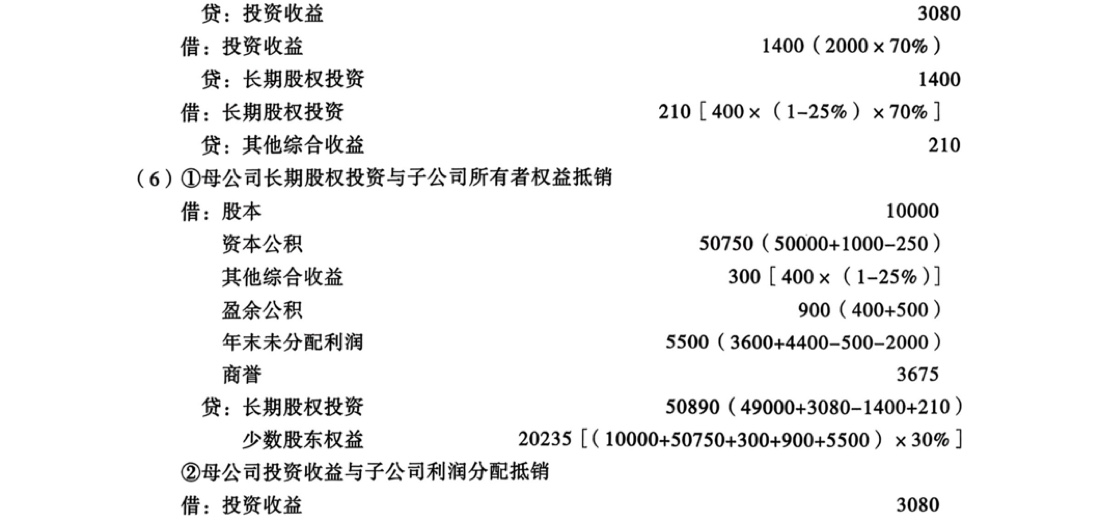 贷：投资收益 3080
借：投资收益 1400（2000×70%）
贷：长期股权投资 1400
借：长期股权投资 210［400×（1-25%）×70%］
贷：其他综合收益 210
（6）①母公司长期股权投资与子公司所有者权益抵销
借：股本 10000
资本公积 50750（50000+1000-250）
其他综合收益 300［400×（1-25%）］
盈余公积 900（400+500）
年末未分配利润 5500（3600+4400-500-2000）
商誉 3675
贷：长期股权投资 50890（49000+3080-1400+210）
少数股东权益 20235［（10000+50750+300+900+5500）×30%］
②母公司投资收益与子公司利润分配抵销
借：投资收益 3080